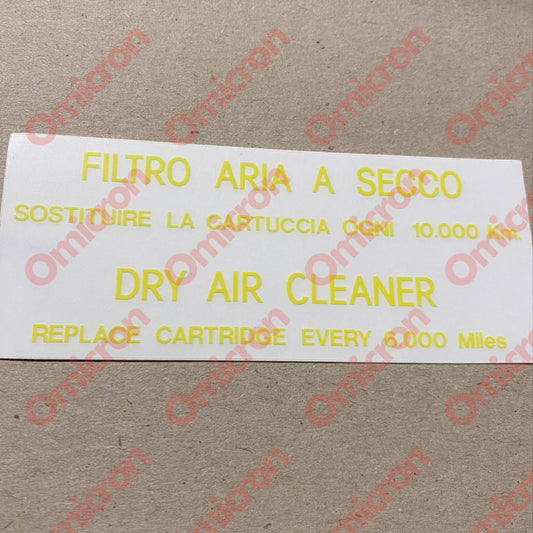 FILTRO ARIA A SECCO
SOSTITUIRE LA CARTUCCIA OGNI 10.000 Km.
DRY AIR CLEANER
REPLACE CARTRIDGE EVERY 6.000 Miles
Omicron